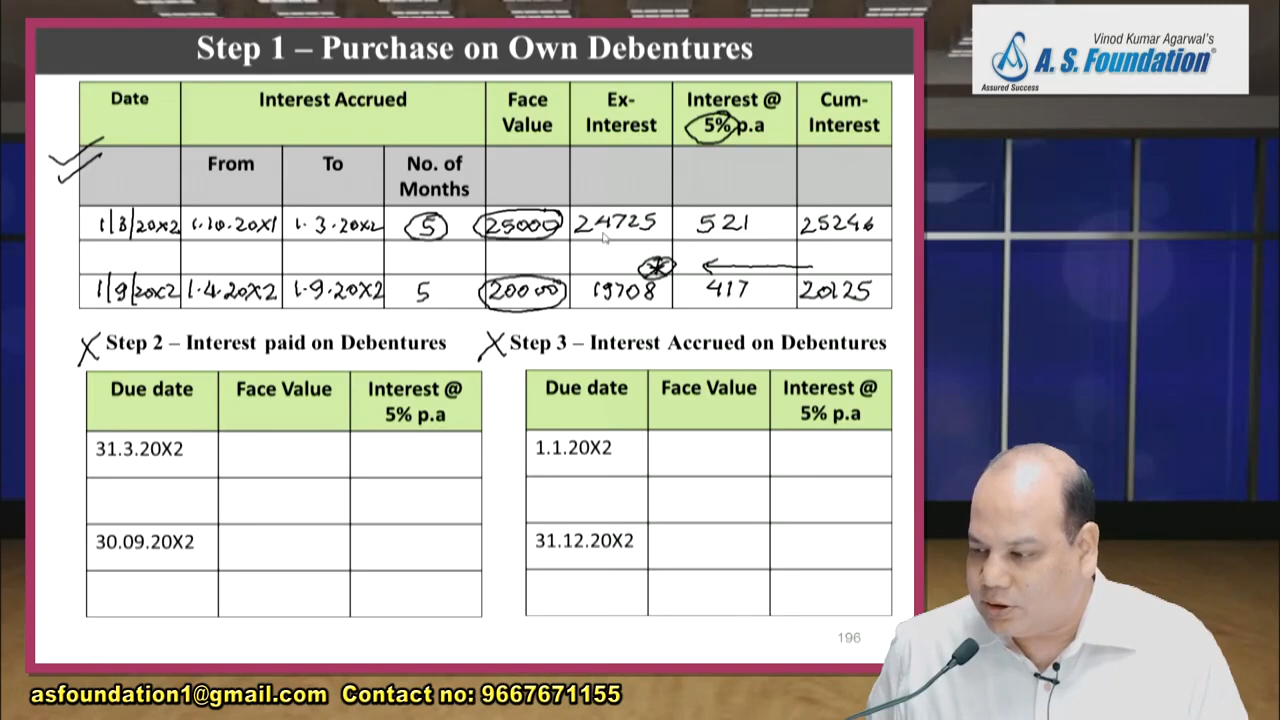 Step 1 – Purchase on Own Debentures
Vinod Kumar Agarwal's
A. S. Foundation®
Assured Success
Date Interest Accrued Face Value Ex-Interest Interest @ 5% p.a Cum-Interest
From To No. of Months
1/3/20X2 1.10.20X1 1.3.20X2 5 25000 24725 521 25246
1/9/20X2 1.4.20X2 1.9.20X2 5 20000 19708 417 20125
Step 2 – Interest paid on Debentures
Due date Face Value Interest @ 5% p.a
31.3.20X2
30.09.20X2
Step 3 – Interest Accrued on Debentures
Due date Face Value Interest @ 5% p.a
1.1.20X2
31.12.20X2
196
asfoundation1@gmail.com Contact no: 9667671155